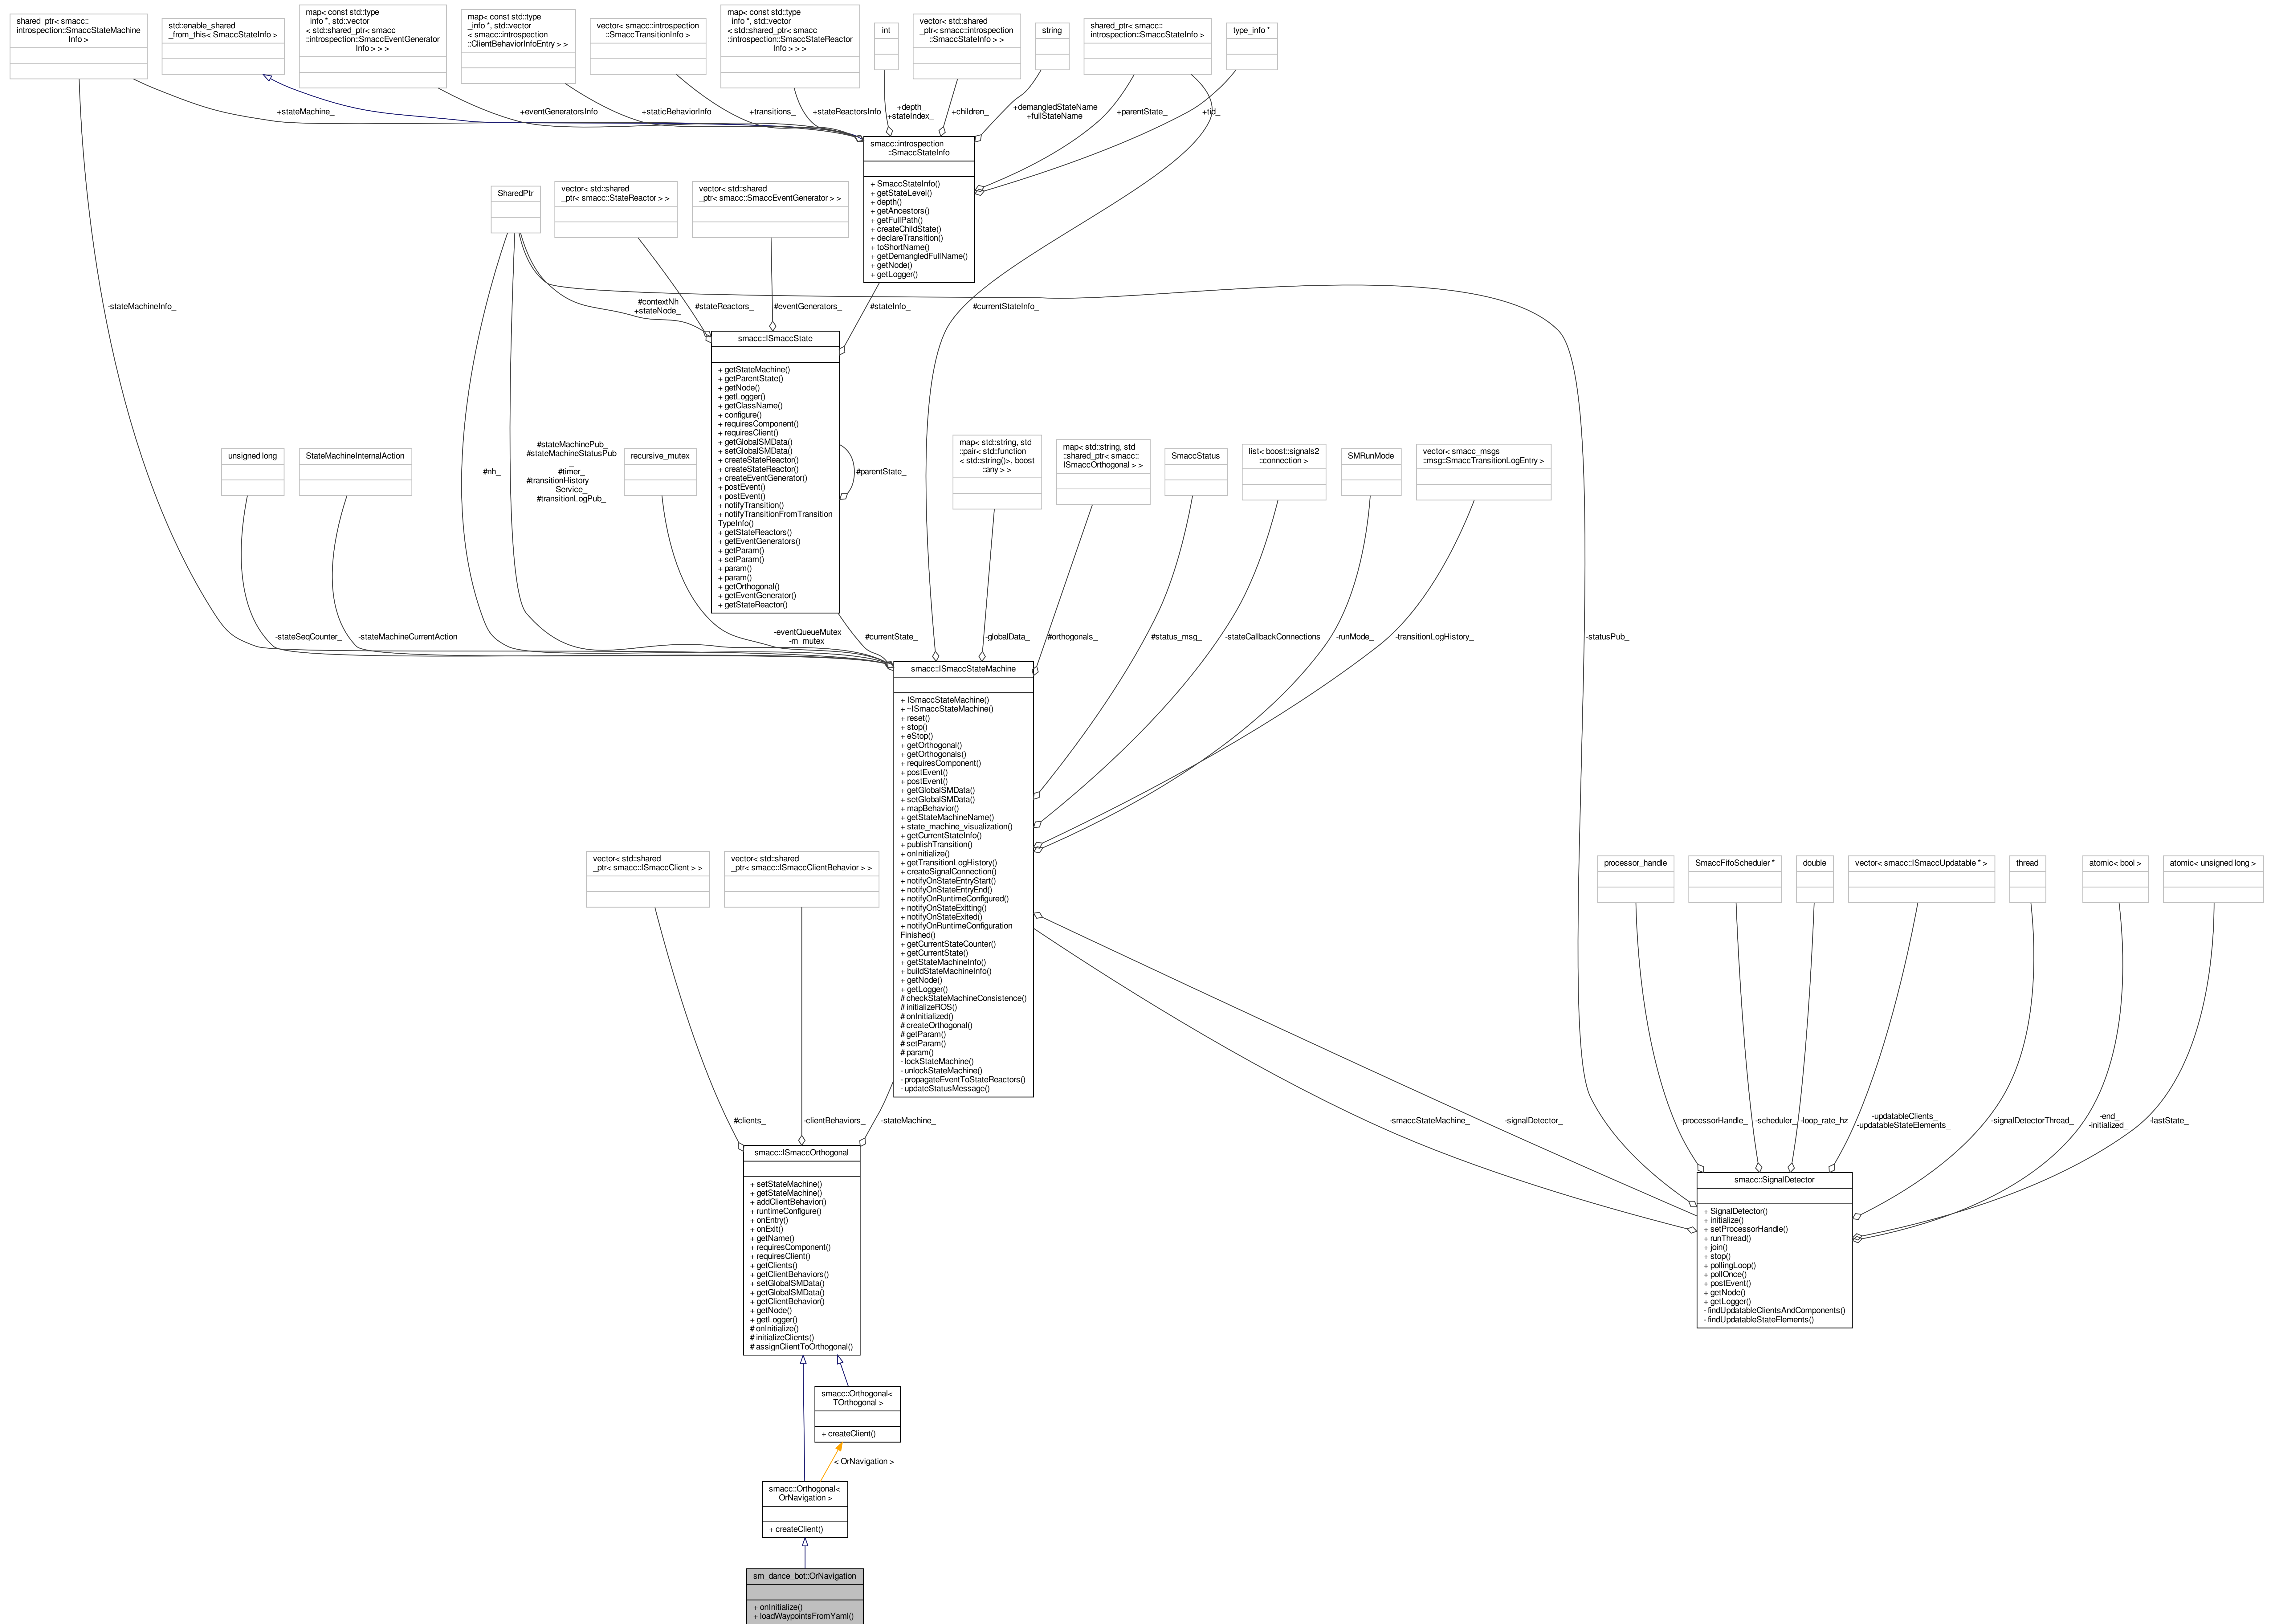 shared_ptr< smacc::
introspection::SmaccStateMachine
Info >
std::enable_shared
_from_this< SmaccStateInfo >
map< const std::type
_info *, std::vector
< std::shared_ptr< smacc
::introspection::SmaccEventGenerator
Info > > >
map< const std::type
_info *, std::vector
< smacc::introspection
::ClientBehaviorInfoEntry > >
vector< smacc::introspection
::SmaccTransitionInfo >
map< const std::type
_info *, std::vector
< std::shared_ptr< smacc
::introspection::SmaccStateReactor
Info > > >
int
vector< std::shared
_ptr< smacc::introspection
::SmaccStateInfo > >
string
shared_ptr< smacc::
introspection::SmaccStateInfo >
type_info *
+stateMachine_
+eventGeneratorsInfo
+staticBehaviorInfo
+transitions_
+stateReactorsInfo
+depth_
+stateIndex_
+children_
+demangledStateName
+fullStateName
+parentState_
+tid_
smacc::introspection
::SmaccStateInfo
+ SmaccStateInfo()
+ getStateLevel()
+ depth()
+ getAncestors()
+ getFullPath()
+ createChildState()
+ declareTransition()
+ toShortName()
+ getDemangledFullName()
+ getNode()
+ getLogger()
SharedPtr
vector< std::shared
_ptr< smacc::StateReactor > >
vector< std::shared
_ptr< smacc::SmaccEventGenerator > >
-stateMachineInfo_
#contextNh
+stateNode_
#stateReactors_
#eventGenerators_
#stateInfo_
#currentStateInfo_
smacc::ISmaccState
+ getStateMachine()
+ getParentState()
+ getNode()
+ getLogger()
+ getClassName()
+ configure()
+ requiresComponent()
+ requiresClient()
+ getGlobalSMData()
+ setGlobalSMData()
+ createStateReactor()
+ createStateReactor()
+ createEventGenerator()
+ postEvent()
+ postEvent()
+ notifyTransition()
+ notifyTransitionFromTransition
TypeInfo()
+ getStateReactors()
+ getEventGenerators()
+ getParam()
+ setParam()
+ param()
+ param()
+ getOrthogonal()
+ getEventGenerator()
+ getStateReactor()
#parentState_
unsigned long
StateMachineInternalAction
#nh_
#stateMachinePub_
#stateMachineStatusPub
_
#timer_
#transitionHistory
Service_
#transitionLogPub_
recursive_mutex
map< std::string, std
::pair< std::function
< std::string()>, boost
::any > >
map< std::string, std
::shared_ptr< smacc::
ISmaccOrthogonal > >
SmaccStatus
list< boost::signals2
::connection >
SMRunMode
vector< smacc_msgs
::msg::SmaccTransitionLogEntry >
-stateSeqCounter_
-stateMachineCurrentAction
-eventQueueMutex_
-m_mutex_
#currentState_
-globalData_
#orthogonals_
#status_msg_
-stateCallbackConnections
-runMode_
-transitionLogHistory_
-statusPub_
smacc::ISmaccStateMachine
+ ISmaccStateMachine()
+ ~ISmaccStateMachine()
+ reset()
+ stop()
+ eStop()
+ getOrthogonal()
+ getOrthogonals()
+ requiresComponent()
+ postEvent()
+ postEvent()
+ getGlobalSMData()
+ setGlobalSMData()
+ mapBehavior()
+ getStateMachineName()
+ state_machine_visualization()
+ getCurrentStateInfo()
+ publishTransition()
+ onInitialize()
+ getTransitionLogHistory()
+ createSignalConnection()
+ notifyOnStateEntryStart()
+ notifyOnStateEntryEnd()
+ notifyOnRuntimeConfigured()
+ notifyOnStateExitting()
+ notifyOnStateExited()
+ notifyOnRuntimeConfiguration
Finished()
+ getCurrentStateCounter()
+ getCurrentState()
+ getStateMachineInfo()
+ buildStateMachineInfo()
+ getNode()
+ getLogger()
# checkStateMachineConsistence()
# initializeROS()
# onInitialized()
# createOrthogonal()
# getParam()
# setParam()
# param()
- lockStateMachine()
- unlockStateMachine()
- propagateEventToStateReactors()
- updateStatusMessage()
vector< std::shared
_ptr< smacc::ISmaccClient > >
vector< std::shared
_ptr< smacc::ISmaccClientBehavior > >
processor_handle
SmaccFifoScheduler *
double
vector< smacc::ISmaccUpdatable * >
thread
atomic< bool >
atomic< unsigned long >
#clients_
-clientBehaviors_
-stateMachine_
-smaccStateMachine_
-signalDetector_
-processorHandle_
-scheduler_
-loop_rate_hz
-updatableClients_
-updatableStateElements_
-signalDetectorThread_
-end_
-initialized_
-lastState_
smacc::ISmaccOrthogonal
+ setStateMachine()
+ getStateMachine()
+ addClientBehavior()
+ runtimeConfigure()
+ onEntry()
+ onExit()
+ getName()
+ requiresComponent()
+ requiresClient()
+ getClients()
+ getClientBehaviors()
+ setGlobalSMData()
+ getGlobalSMData()
+ getClientBehavior()
+ getNode()
+ getLogger()
# onInitialize()
# initializeClients()
# assignClientToOrthogonal()
smacc::SignalDetector
+ SignalDetector()
+ initialize()
+ setProcessorHandle()
+ runThread()
+ join()
+ stop()
+ pollingLoop()
+ pollOnce()
+ postEvent()
+ getNode()
+ getLogger()
- findUpdatableClientsAndComponents()
- findUpdatableStateElements()
smacc::Orthogonal<
TOrthogonal >
+ createClient()
< OrNavigation >
smacc::Orthogonal<
OrNavigation >
+ createClient()
sm_dance_bot::OrNavigation
+ onInitialize()
+ loadWaypointsFromYaml()